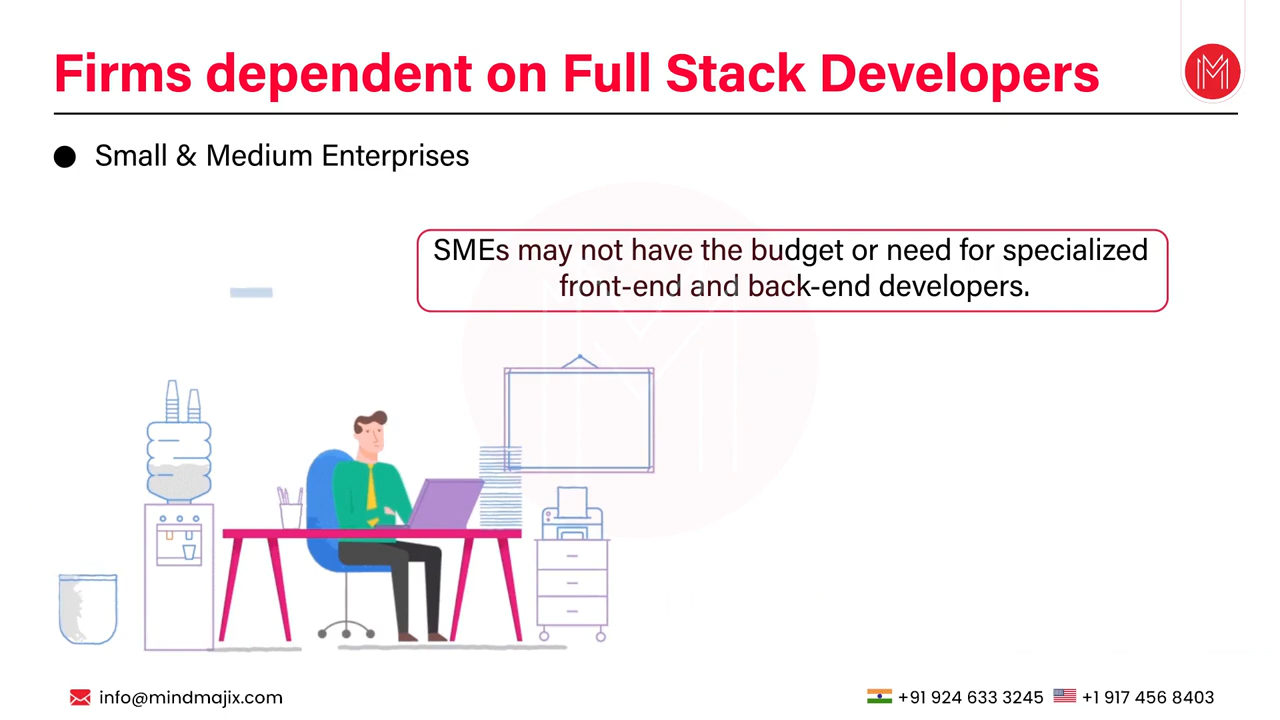 Firms dependent on Full Stack Developers
Small & Medium Enterprises
SMEs may not have the budget or need for specialized
front-end and back-end developers.
info@mindmajix.com
+91 924 633 3245
+1 917 456 8403